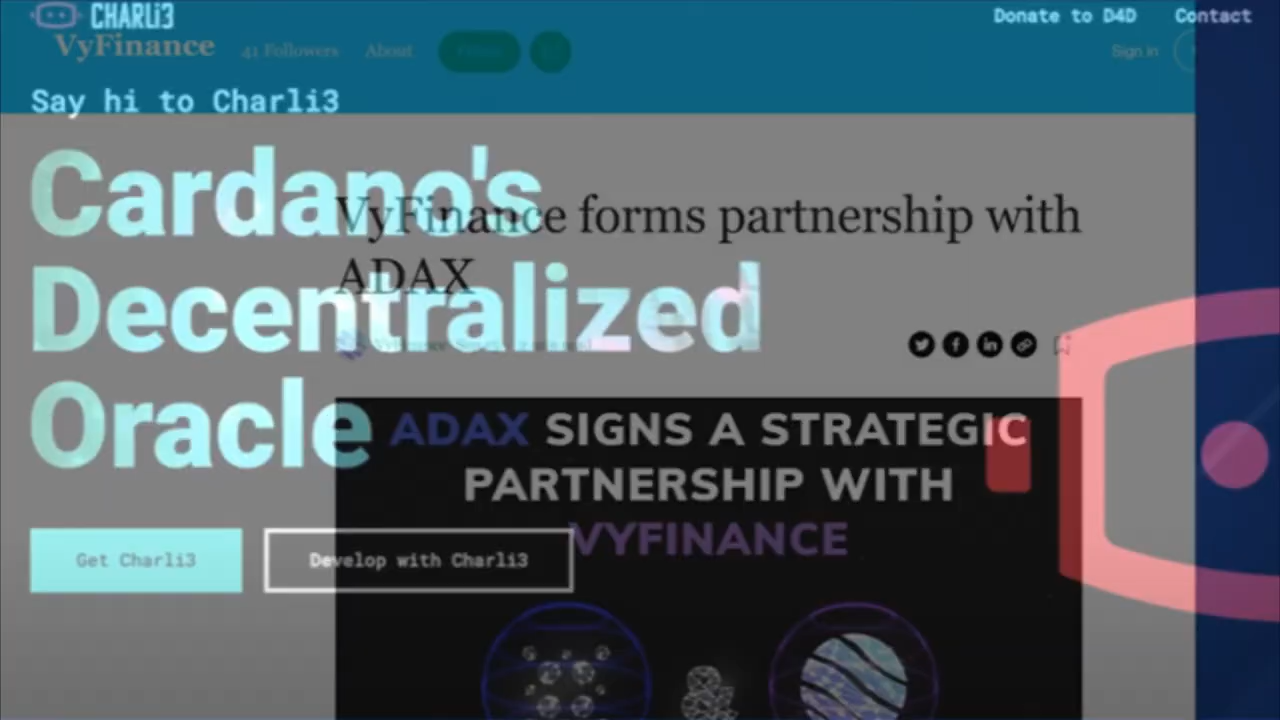 CHARLi3
Donate to D4D Contact
VyFinance 41 Followers About
Sign in
Say hi to Charli3
Cardano's
Decentralized
Oracle
VyFinance forms partnership with
ADAX
ADAX SIGNS A STRATEGIC
PARTNERSHIP WITH
VYFINANCE
Get Charli3 Develop with Charli3